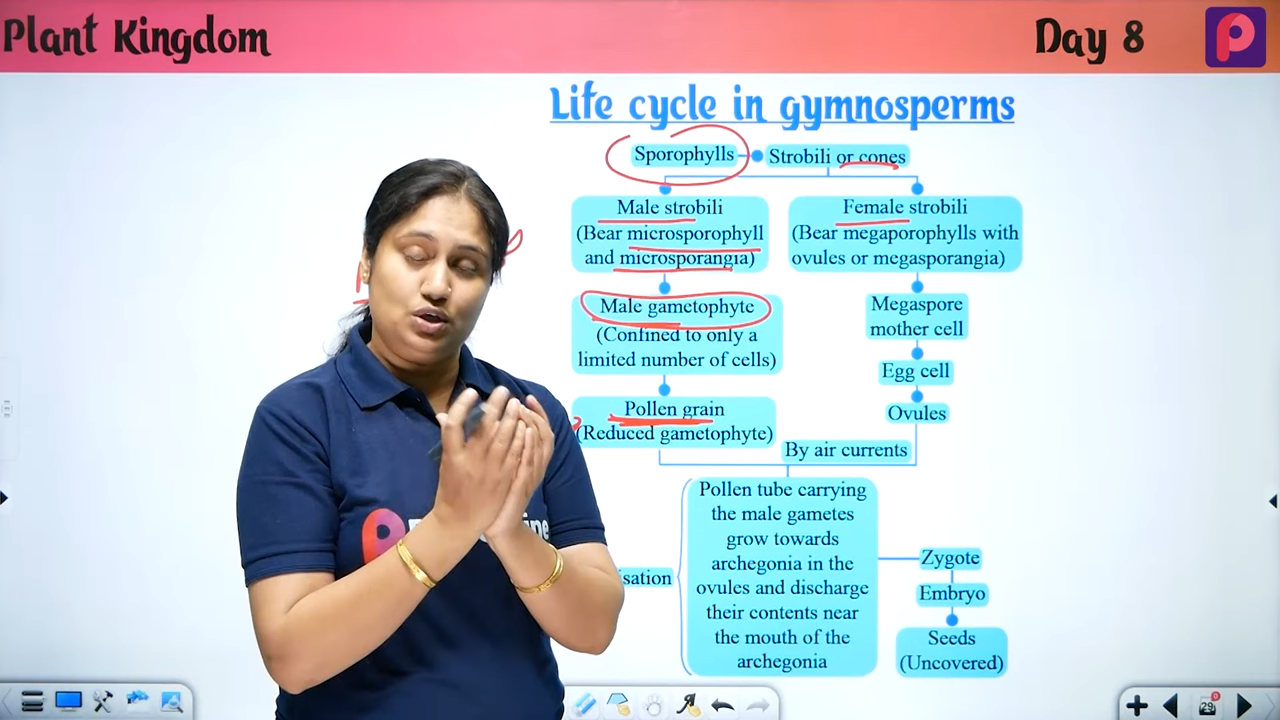 Plant Kingdom
Day 8
Life cycle in gymnosperms
Sporophylls
Strobili or cones
Male strobili
(Bear microsporophyll
and microsporangia)
Female strobili
(Bear megaporophylls with
ovules or megasporangia)
Male gametophyte
(Confined to only a
limited number of cells)
Megaspore
mother cell
Egg cell
Pollen grain
(Reduced gametophyte)
Ovules
By air currents
Pollen tube carrying
the male gametes
grow towards
archegonia in the
ovules and discharge
their contents near
the mouth of the
archegonia
isation
Zygote
Embryo
Seeds
(Uncovered)
29